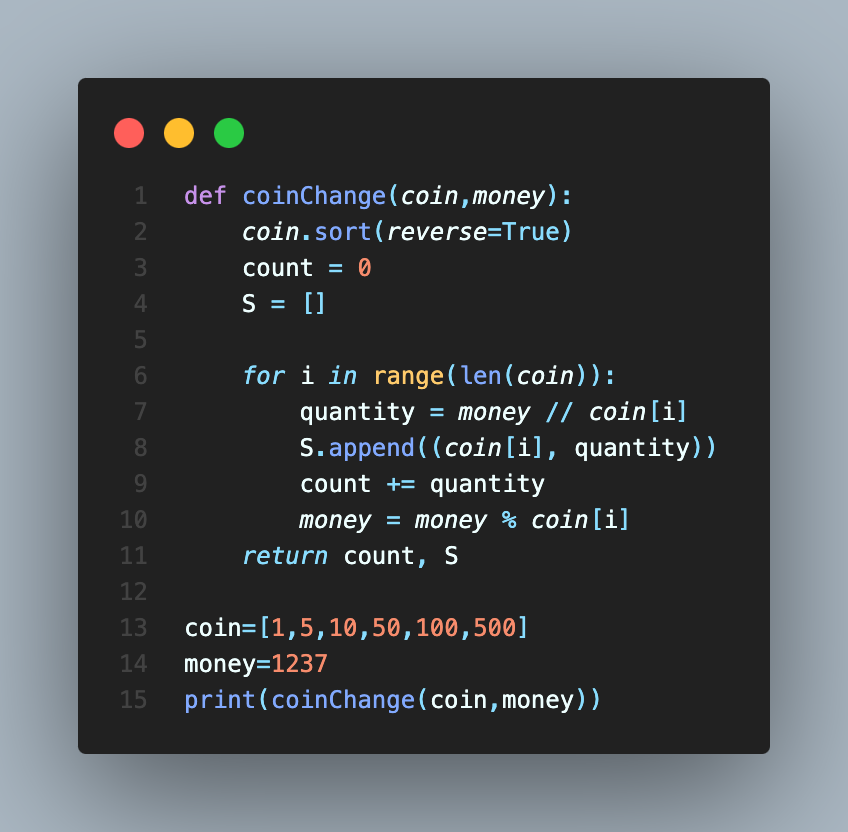 1 def coinChange(coin,money):
2     coin.sort(reverse=True)
3     count = 0
4     S = []
5
6     for i in range(len(coin)):
7         quantity = money // coin[i]
8         S.append((coin[i], quantity))
9         count += quantity
10         money = money % coin[i]
11     return count, S
12
13 coin=[1,5,10,50,100,500]
14 money=1237
15 print(coinChange(coin,money))